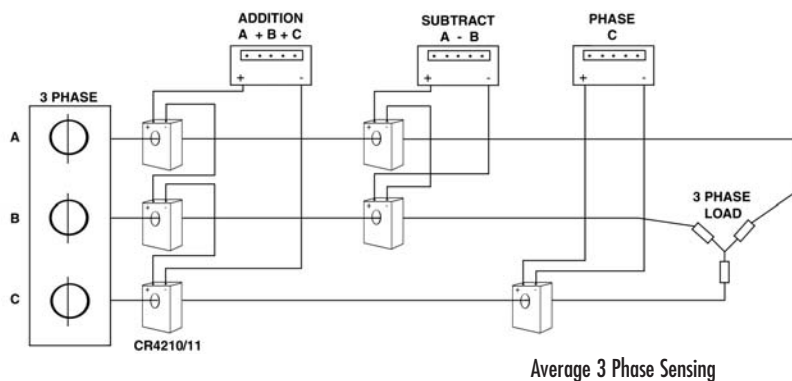 ADDITION
A + B + C
SUBTRACT
A - B
PHASE
C
+ -
+ -
+ -
3 PHASE
A
+ -
+ -
B
+ -
+ -
3 PHASE
LOAD
C
+ -
+ -
CR4210/11
Average 3 Phase Sensing